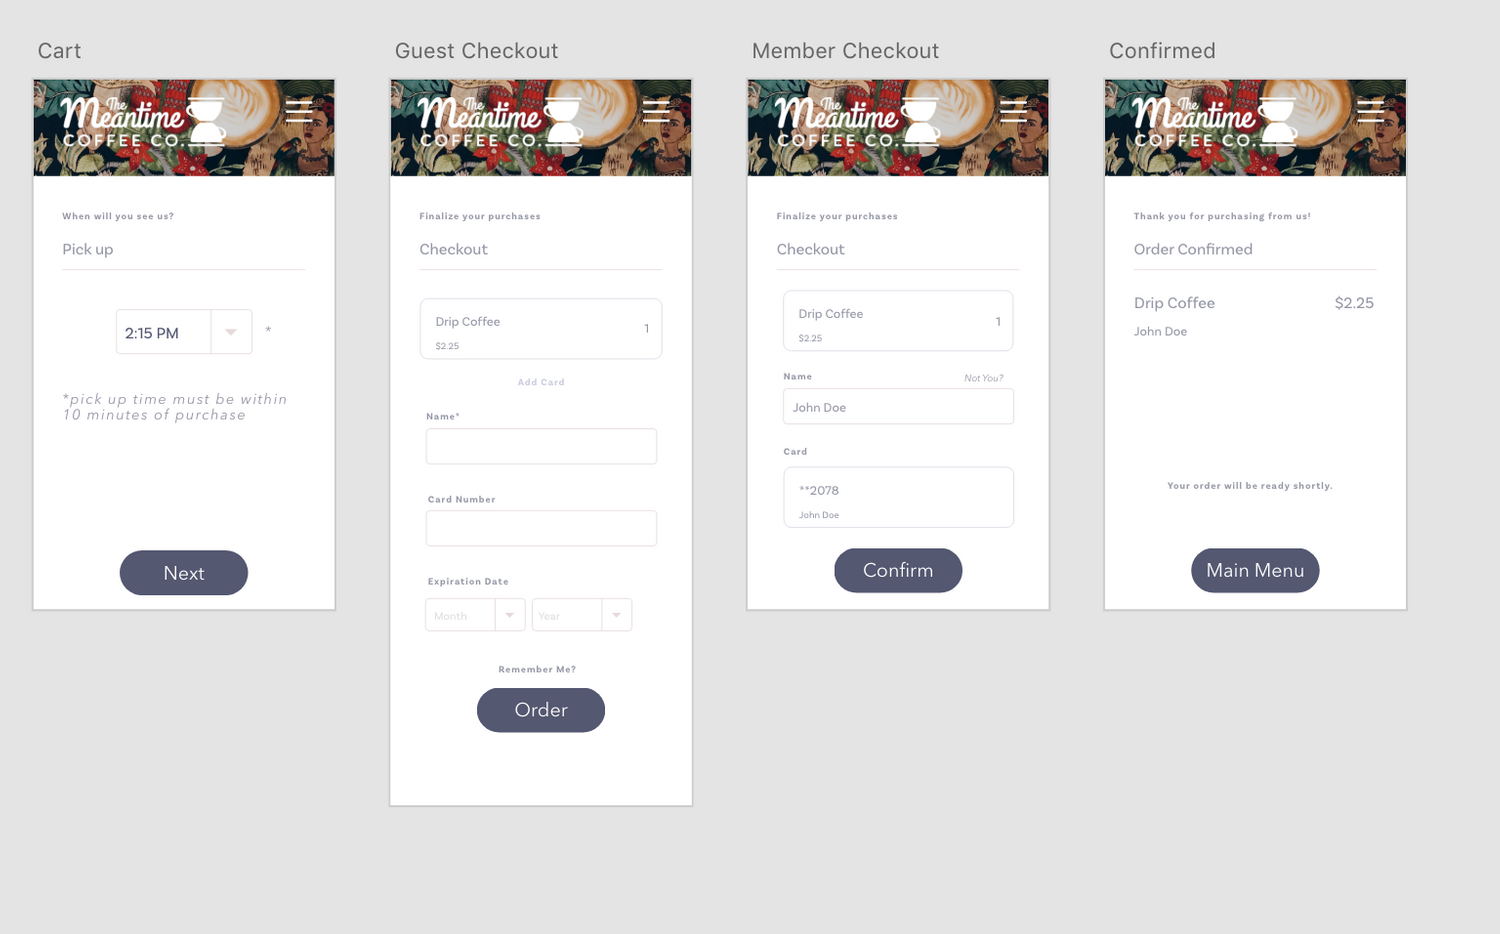 Cart
The
Meantime
COFFEE CO.
When will you see us?
Pick up
2:15 PM
*
*pick up time must be within
10 minutes of purchase
Next
Guest Checkout
The
Meantime
COFFEE CO.
Finalize your purchases
Checkout
Drip Coffee
1
$2.25
Add Card
Name*
Card Number
Expiration Date
Month
Year
Remember Me?
Order
Member Checkout
The
Meantime
COFFEE CO.
Finalize your purchases
Checkout
Drip Coffee
1
$2.25
Name
Not You?
John Doe
Card
**2078
John Doe
Confirm
Confirmed
The
Meantime
COFFEE CO.
Thank you for purchasing from us!
Order Confirmed
Drip Coffee
$2.25
John Doe
Your order will be ready shortly.
Main Menu